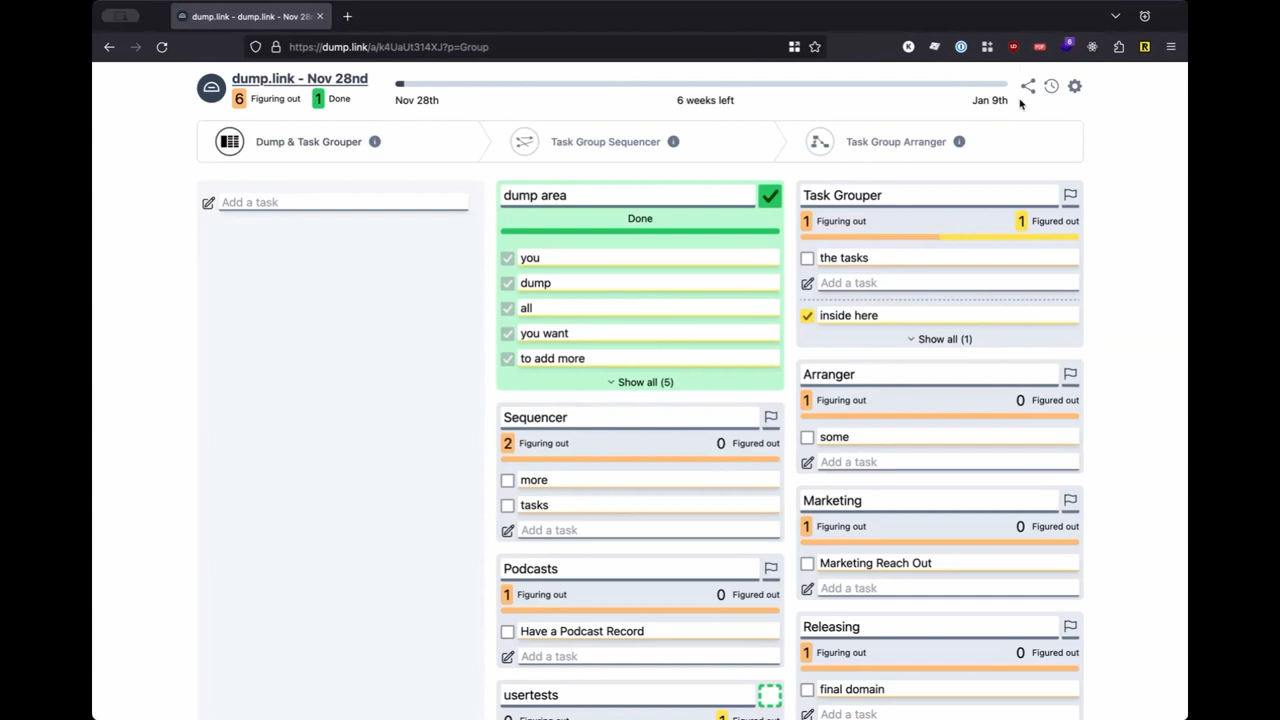 dump.link - dump.link - Nov 28
https://dump.link/a/k4UaUt314XJ?p=Group
6
dump.link - Nov 28nd
6 Figuring out 1 Done
Nov 28th
6 weeks left
Jan 9th
Dump & Task Grouper
Task Group Sequencer
Task Group Arranger
Add a task
dump area
Done
you
dump
all
you want
to add more
Show all (5)
Sequencer
2 Figuring out 0 Figured out
more
tasks
Add a task
Podcasts
1 Figuring out 0 Figured out
Have a Podcast Record
Add a task
usertests
Task Grouper
1 Figuring out 1 Figured out
the tasks
Add a task
inside here
Show all (1)
Arranger
1 Figuring out 0 Figured out
some
Add a task
Marketing
1 Figuring out 0 Figured out
Marketing Reach Out
Add a task
Releasing
1 Figuring out 0 Figured out
final domain
Add a task